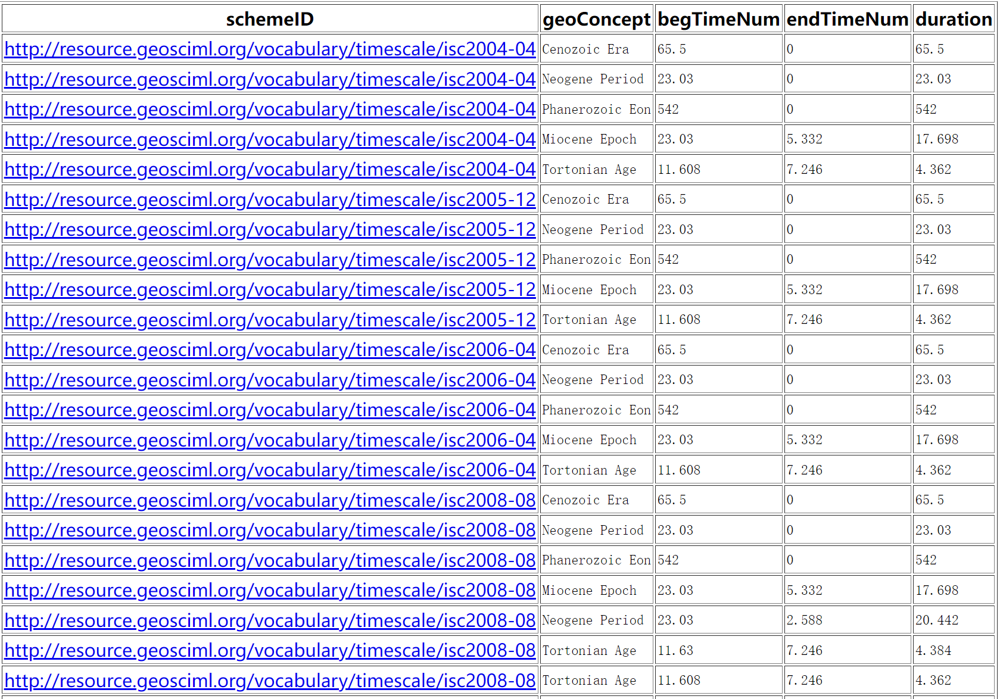 schemeID geoConcept begTimeNum endTimeNum duration
http://resource.geosciml.org/vocabulary/timescale/isc2004-04 Cenozoic Era 65.5 0 65.5
http://resource.geosciml.org/vocabulary/timescale/isc2004-04 Neogene Period 23.03 0 23.03
http://resource.geosciml.org/vocabulary/timescale/isc2004-04 Phanerozoic Eon 542 0 542
http://resource.geosciml.org/vocabulary/timescale/isc2004-04 Miocene Epoch 23.03 5.332 17.698
http://resource.geosciml.org/vocabulary/timescale/isc2004-04 Tortonian Age 11.608 7.246 4.362
http://resource.geosciml.org/vocabulary/timescale/isc2005-12 Cenozoic Era 65.5 0 65.5
http://resource.geosciml.org/vocabulary/timescale/isc2005-12 Neogene Period 23.03 0 23.03
http://resource.geosciml.org/vocabulary/timescale/isc2005-12 Phanerozoic Eon 542 0 542
http://resource.geosciml.org/vocabulary/timescale/isc2005-12 Miocene Epoch 23.03 5.332 17.698
http://resource.geosciml.org/vocabulary/timescale/isc2005-12 Tortonian Age 11.608 7.246 4.362
http://resource.geosciml.org/vocabulary/timescale/isc2006-04 Cenozoic Era 65.5 0 65.5
http://resource.geosciml.org/vocabulary/timescale/isc2006-04 Neogene Period 23.03 0 23.03
http://resource.geosciml.org/vocabulary/timescale/isc2006-04 Phanerozoic Eon 542 0 542
http://resource.geosciml.org/vocabulary/timescale/isc2006-04 Miocene Epoch 23.03 5.332 17.698
http://resource.geosciml.org/vocabulary/timescale/isc2006-04 Tortonian Age 11.608 7.246 4.362
http://resource.geosciml.org/vocabulary/timescale/isc2008-08 Cenozoic Era 65.5 0 65.5
http://resource.geosciml.org/vocabulary/timescale/isc2008-08 Neogene Period 23.03 0 23.03
http://resource.geosciml.org/vocabulary/timescale/isc2008-08 Phanerozoic Eon 542 0 542
http://resource.geosciml.org/vocabulary/timescale/isc2008-08 Miocene Epoch 23.03 5.332 17.698
http://resource.geosciml.org/vocabulary/timescale/isc2008-08 Neogene Period 23.03 2.588 20.442
http://resource.geosciml.org/vocabulary/timescale/isc2008-08 Tortonian Age 11.63 7.246 4.384
http://resource.geosciml.org/vocabulary/timescale/isc2008-08 Tortonian Age 11.608 7.246 4.362